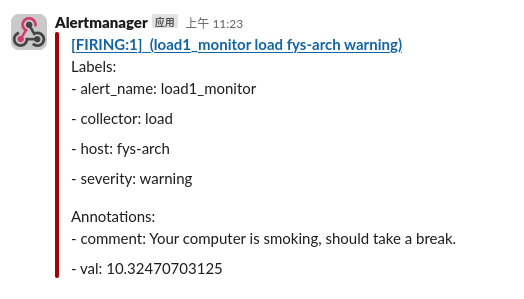 Alertmanager 应用 上午 11:23
[FIRING:1] (load1_monitor load fys-arch warning)
Labels:
- alert_name: load1_monitor
- collector: load
- host: fys-arch
- severity: warning
Annotations:
- comment: Your computer is smoking, should take a break.
- val: 10.32470703125